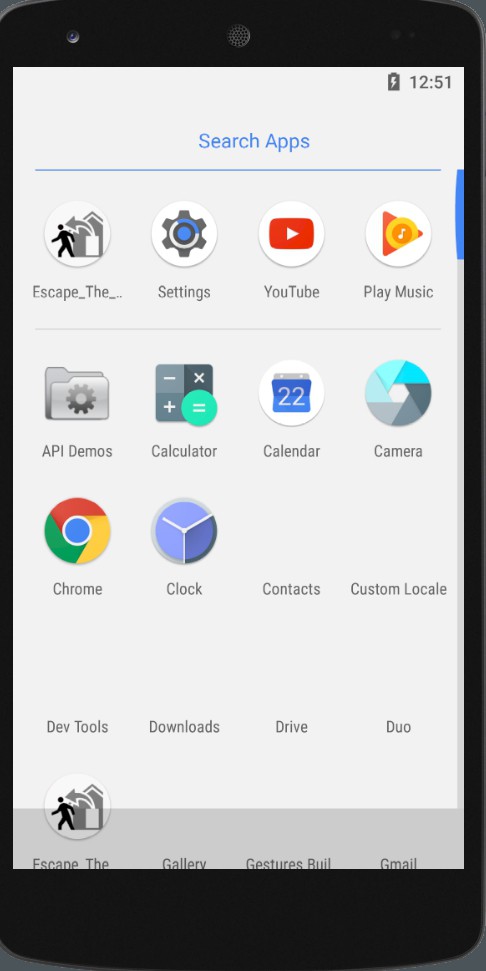 12:51
Search Apps
Escape_The_.. Settings YouTube Play Music
22
API Demos Calculator Calendar Camera
Chrome Clock Contacts Custom Locale
Dev Tools Downloads Drive Duo
Escape_The_ Gallery Gestures Buil Gmail